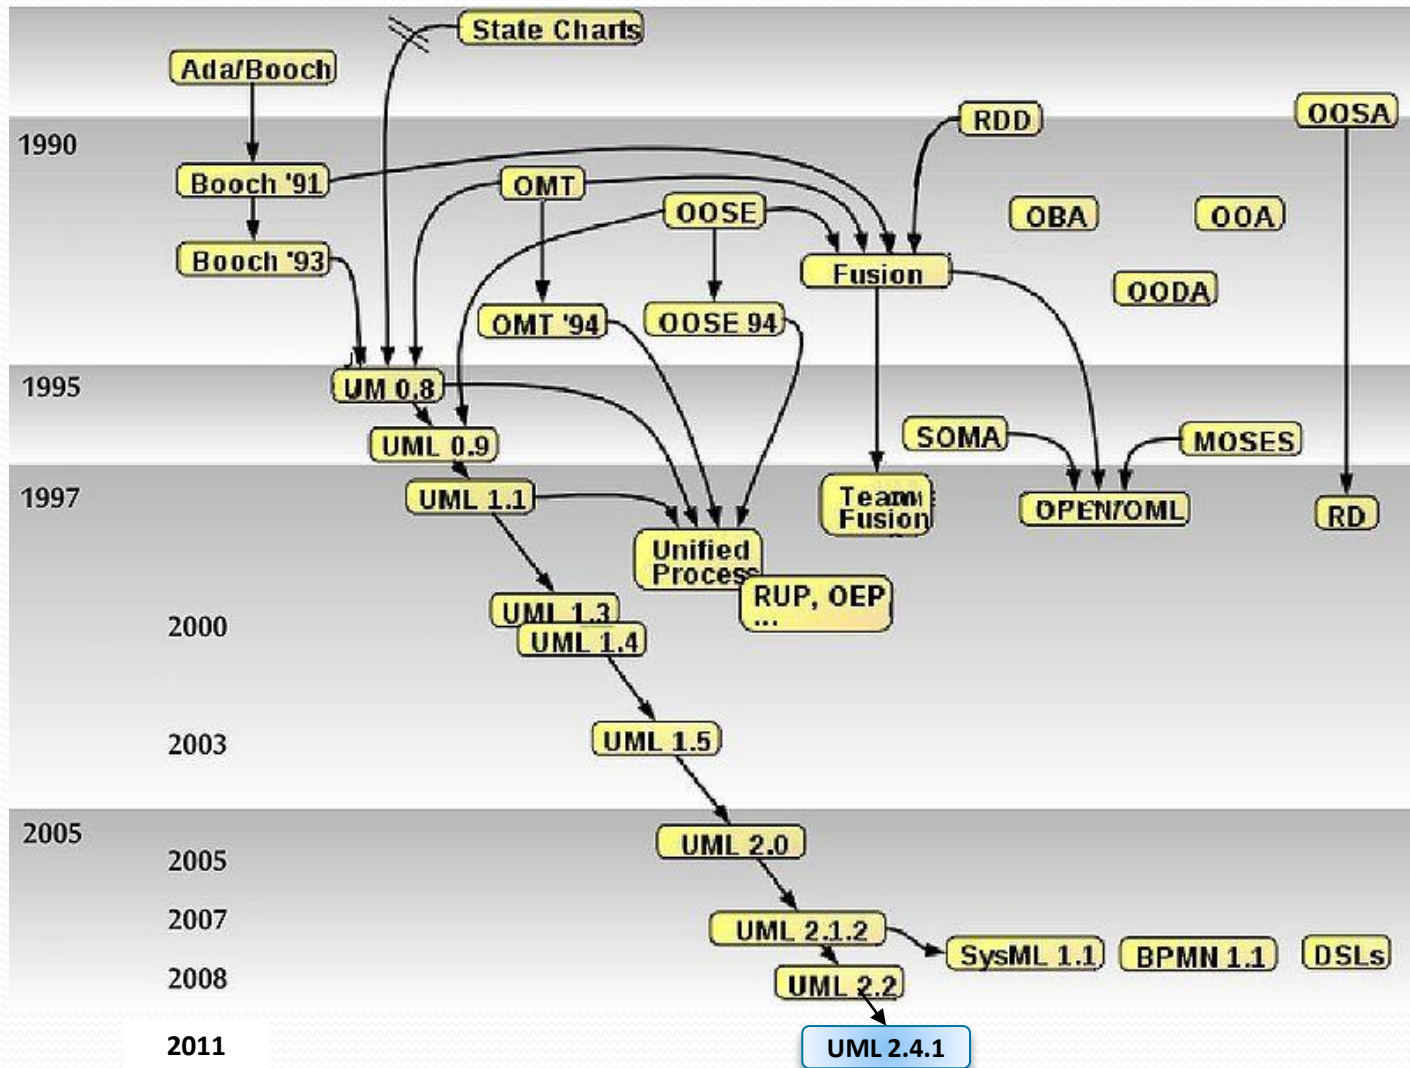 State Charts
Ada/Booch
OOSA
RDD
1990
Booch '91
OMT
OOSE
OBA
OOA
Booch '93
Fusion
OODA
OMT '94
OOSE 94
1995
UM 0.8
UML 0.9
SOMA
MOSES
1997
UML 1.1
Team
Fusion
OPEN/OML
RD
Unified
Process
RUP, OEP
...
UML 1.3
2000
UML 1.4
2003
UML 1.5
2005
UML 2.0
2005
2007
UML 2.1.2
SysML 1.1
BPMN 1.1
DSLs
2008
UML 2.2
2011
UML 2.4.1